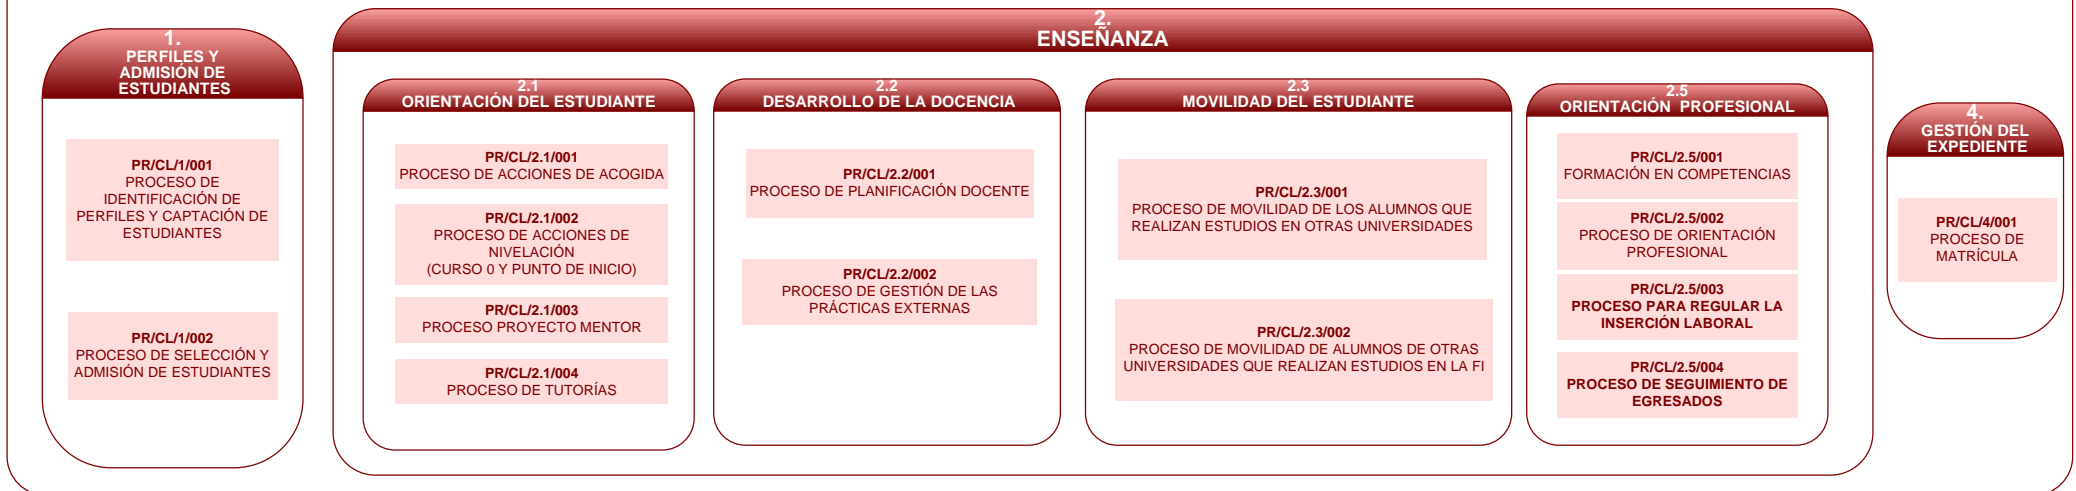 1.
PERFILES Y
ADMISIÓN DE
ESTUDIANTES
PR/CL/1/001
PROCESO DE
IDENTIFICACIÓN DE
PERFILES Y CAPTACIÓN DE
ESTUDIANTES
PR/CL/1/002
PROCESO DE SELECCIÓN Y
ADMISIÓN DE ESTUDIANTES
2.
ENSEÑANZA
2.1
ORIENTACIÓN DEL ESTUDIANTE
PR/CL/2.1/001
PROCESO DE ACCIONES DE ACOGIDA
PR/CL/2.1/002
PROCESO DE ACCIONES DE
NIVELACIÓN
(CURSO 0 Y PUNTO DE INICIO)
PR/CL/2.1/003
PROCESO PROYECTO MENTOR
PR/CL/2.1/004
PROCESO DE TUTORÍAS
2.2
DESARROLLO DE LA DOCENCIA
PR/CL/2.2/001
PROCESO DE PLANIFICACIÓN DOCENTE
PR/CL/2.2/002
PROCESO DE GESTIÓN DE LAS
PRÁCTICAS EXTERNAS
2.3
MOVILIDAD DEL ESTUDIANTE
PR/CL/2.3/001
PROCESO DE MOVILIDAD DE LOS ALUMNOS QUE
REALIZAN ESTUDIOS EN OTRAS UNIVERSIDADES
PR/CL/2.3/002
PROCESO DE MOVILIDAD DE ALUMNOS DE OTRAS
UNIVERSIDADES QUE REALIZAN ESTUDIOS EN LA FI
2.5
ORIENTACIÓN PROFESIONAL
PR/CL/2.5/001
FORMACIÓN EN COMPETENCIAS
PR/CL/2.5/002
PROCESO DE ORIENTACIÓN
PROFESIONAL
PR/CL/2.5/003
PROCESO PARA REGULAR LA
INSERCIÓN LABORAL
PR/CL/2.5/004
PROCESO DE SEGUIMIENTO DE
EGRESADOS
4.
GESTIÓN DEL
EXPEDIENTE
PR/CL/4/001
PROCESO DE
MATRÍCULA